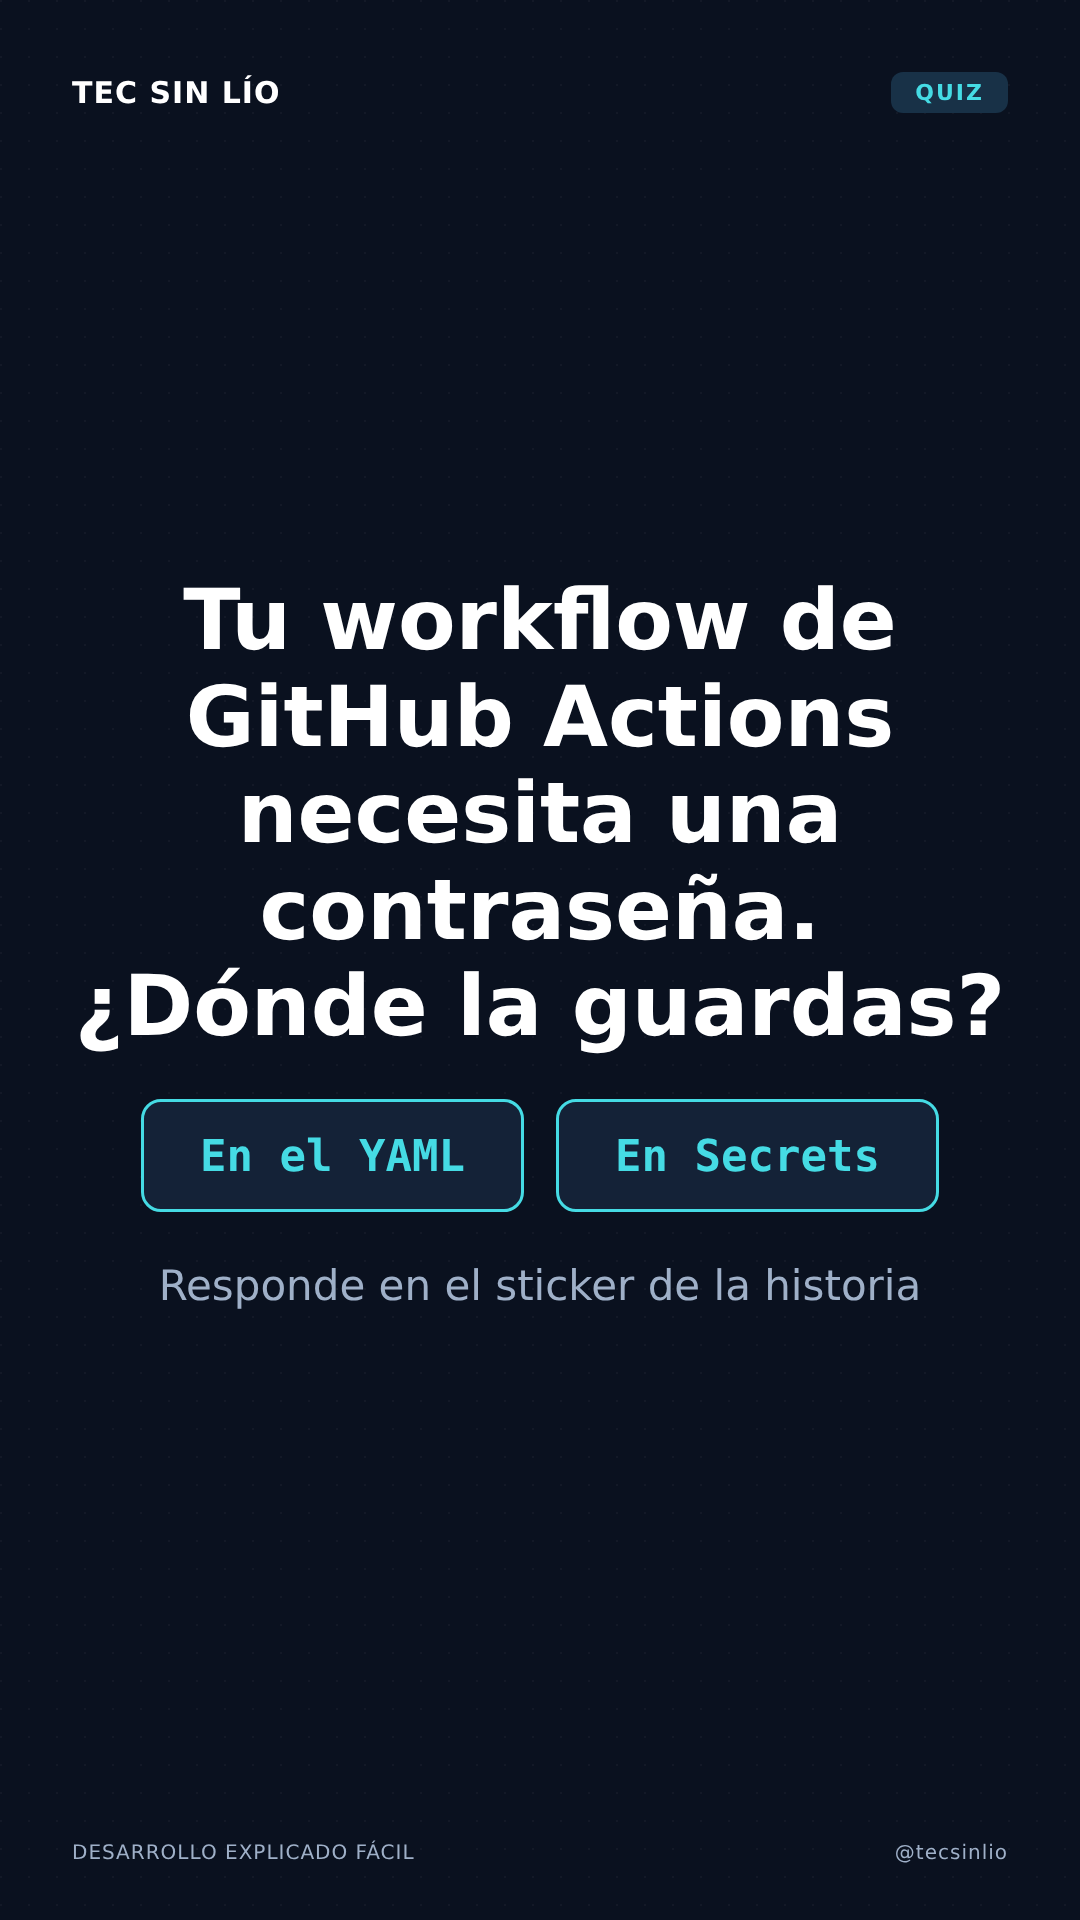 TEC SIN LÍO
QUIZ
Tu workflow de
GitHub Actions
necesita una
contraseña.
¿Dónde la guardas?
En el YAML
En Secrets
Responde en el sticker de la historia
DESARROLLO EXPLICADO FÁCIL
@tecsinlio